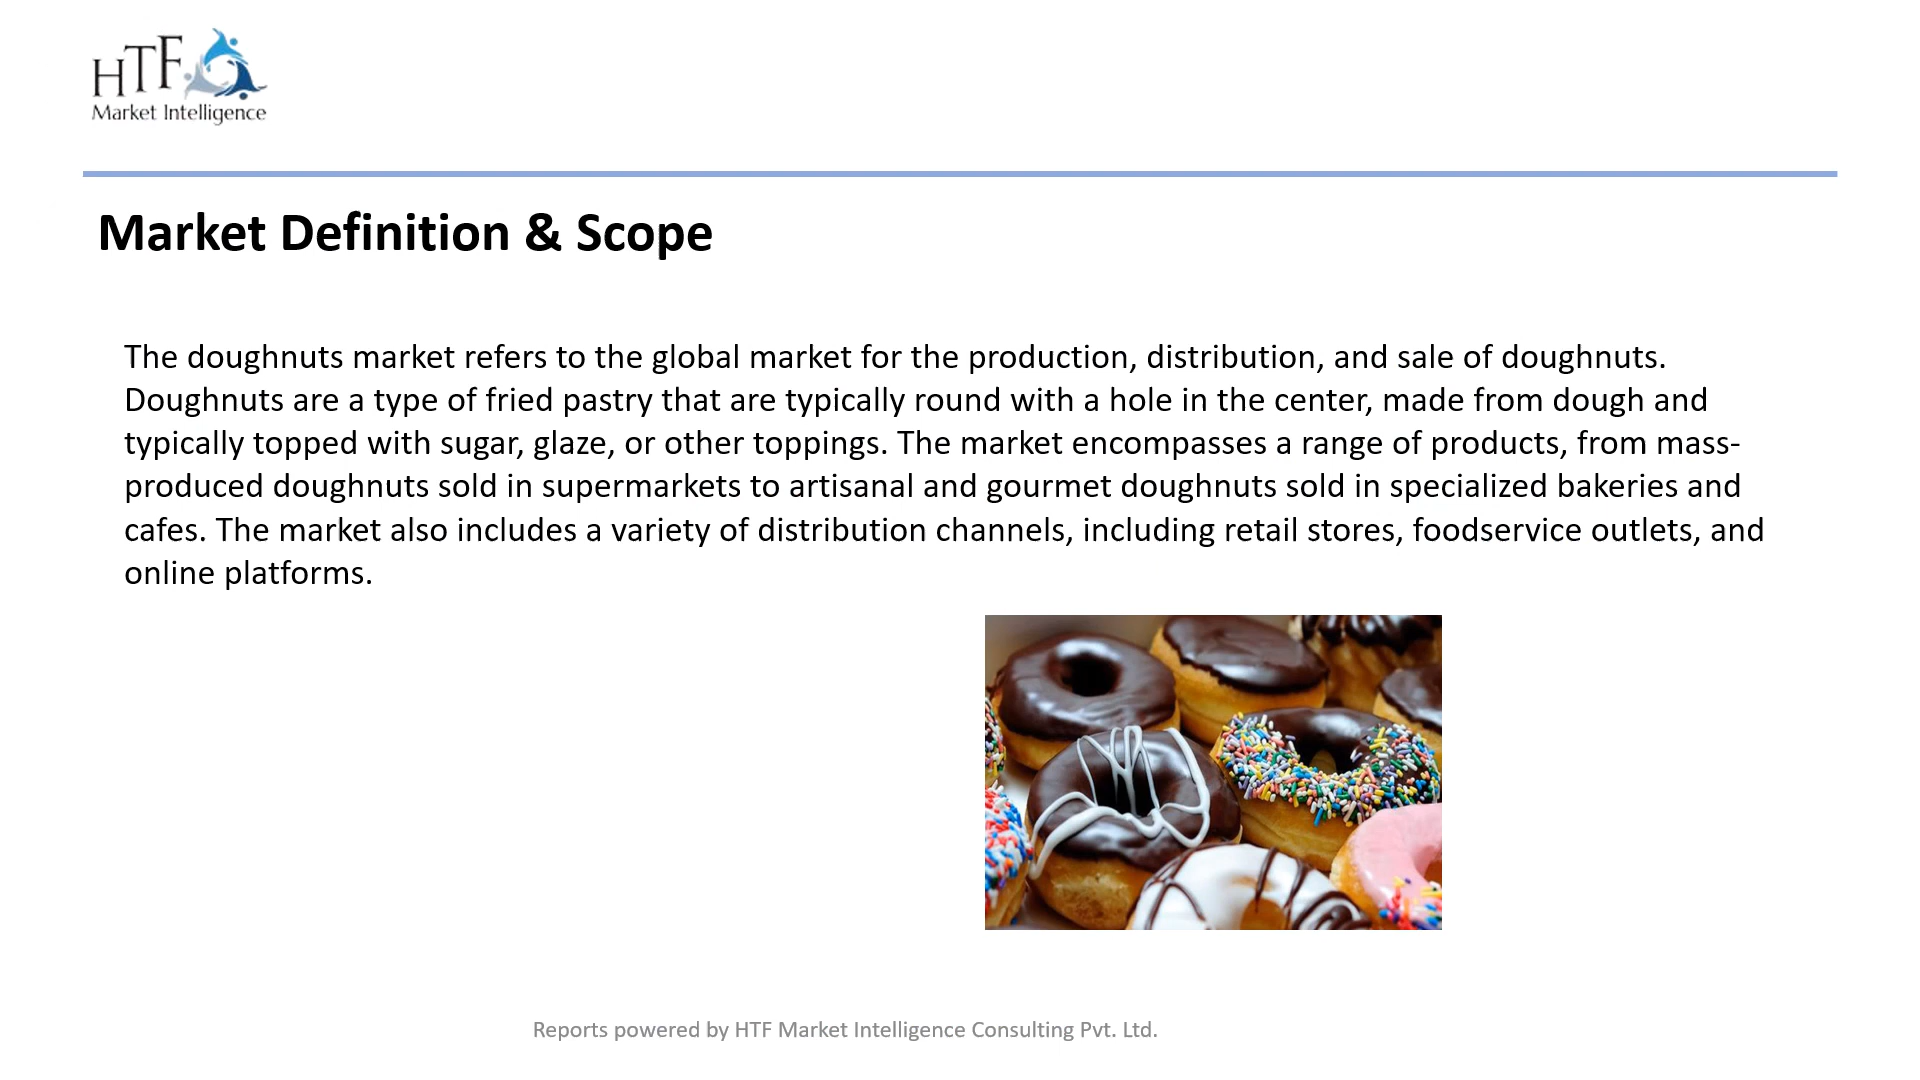 HTF
Market Intelligence
Market Definition & Scope
The doughnuts market refers to the global market for the production, distribution, and sale of doughnuts.
Doughnuts are a type of fried pastry that are typically round with a hole in the center, made from dough and
typically topped with sugar, glaze, or other toppings. The market encompasses a range of products, from mass-
produced doughnuts sold in supermarkets to artisanal and gourmet doughnuts sold in specialized bakeries and
cafes. The market also includes a variety of distribution channels, including retail stores, foodservice outlets, and
online platforms.
Reports powered by HTF Market Intelligence Consulting Pvt. Ltd.